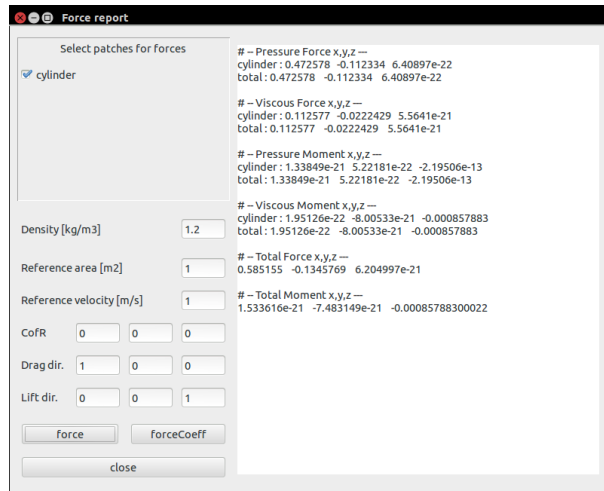 Force report
Select patches for forces
cylinder
Density [kg/m3] 1.2
Reference area [m2] 1
Reference velocity [m/s] 1
CofR 0 0 0
Drag dir. 1 0 0
Lift dir. 0 0 1
force forceCoeff
close
# -- Pressure Force x,y,z ---
cylinder : 0.472578 -0.112334 6.40897e-22
total : 0.472578 -0.112334 6.40897e-22
# -- Viscous Force x,y,z ---
cylinder : 0.112577 -0.0222429 5.5641e-21
total : 0.112577 -0.0222429 5.5641e-21
# -- Pressure Moment x,y,z ---
cylinder : 1.33849e-21 5.22181e-22 -2.19506e-13
total : 1.33849e-21 5.22181e-22 -2.19506e-13
# -- Viscous Moment x,y,z ---
cylinder : 1.95126e-22 -8.00533e-21 -0.000857883
total : 1.95126e-22 -8.00533e-21 -0.000857883
# -- Total Force x,y,z ---
0.585155 -0.1345769 6.204997e-21
# -- Total Moment x,y,z ---
1.533616e-21 -7.483149e-21 -0.00085788300022